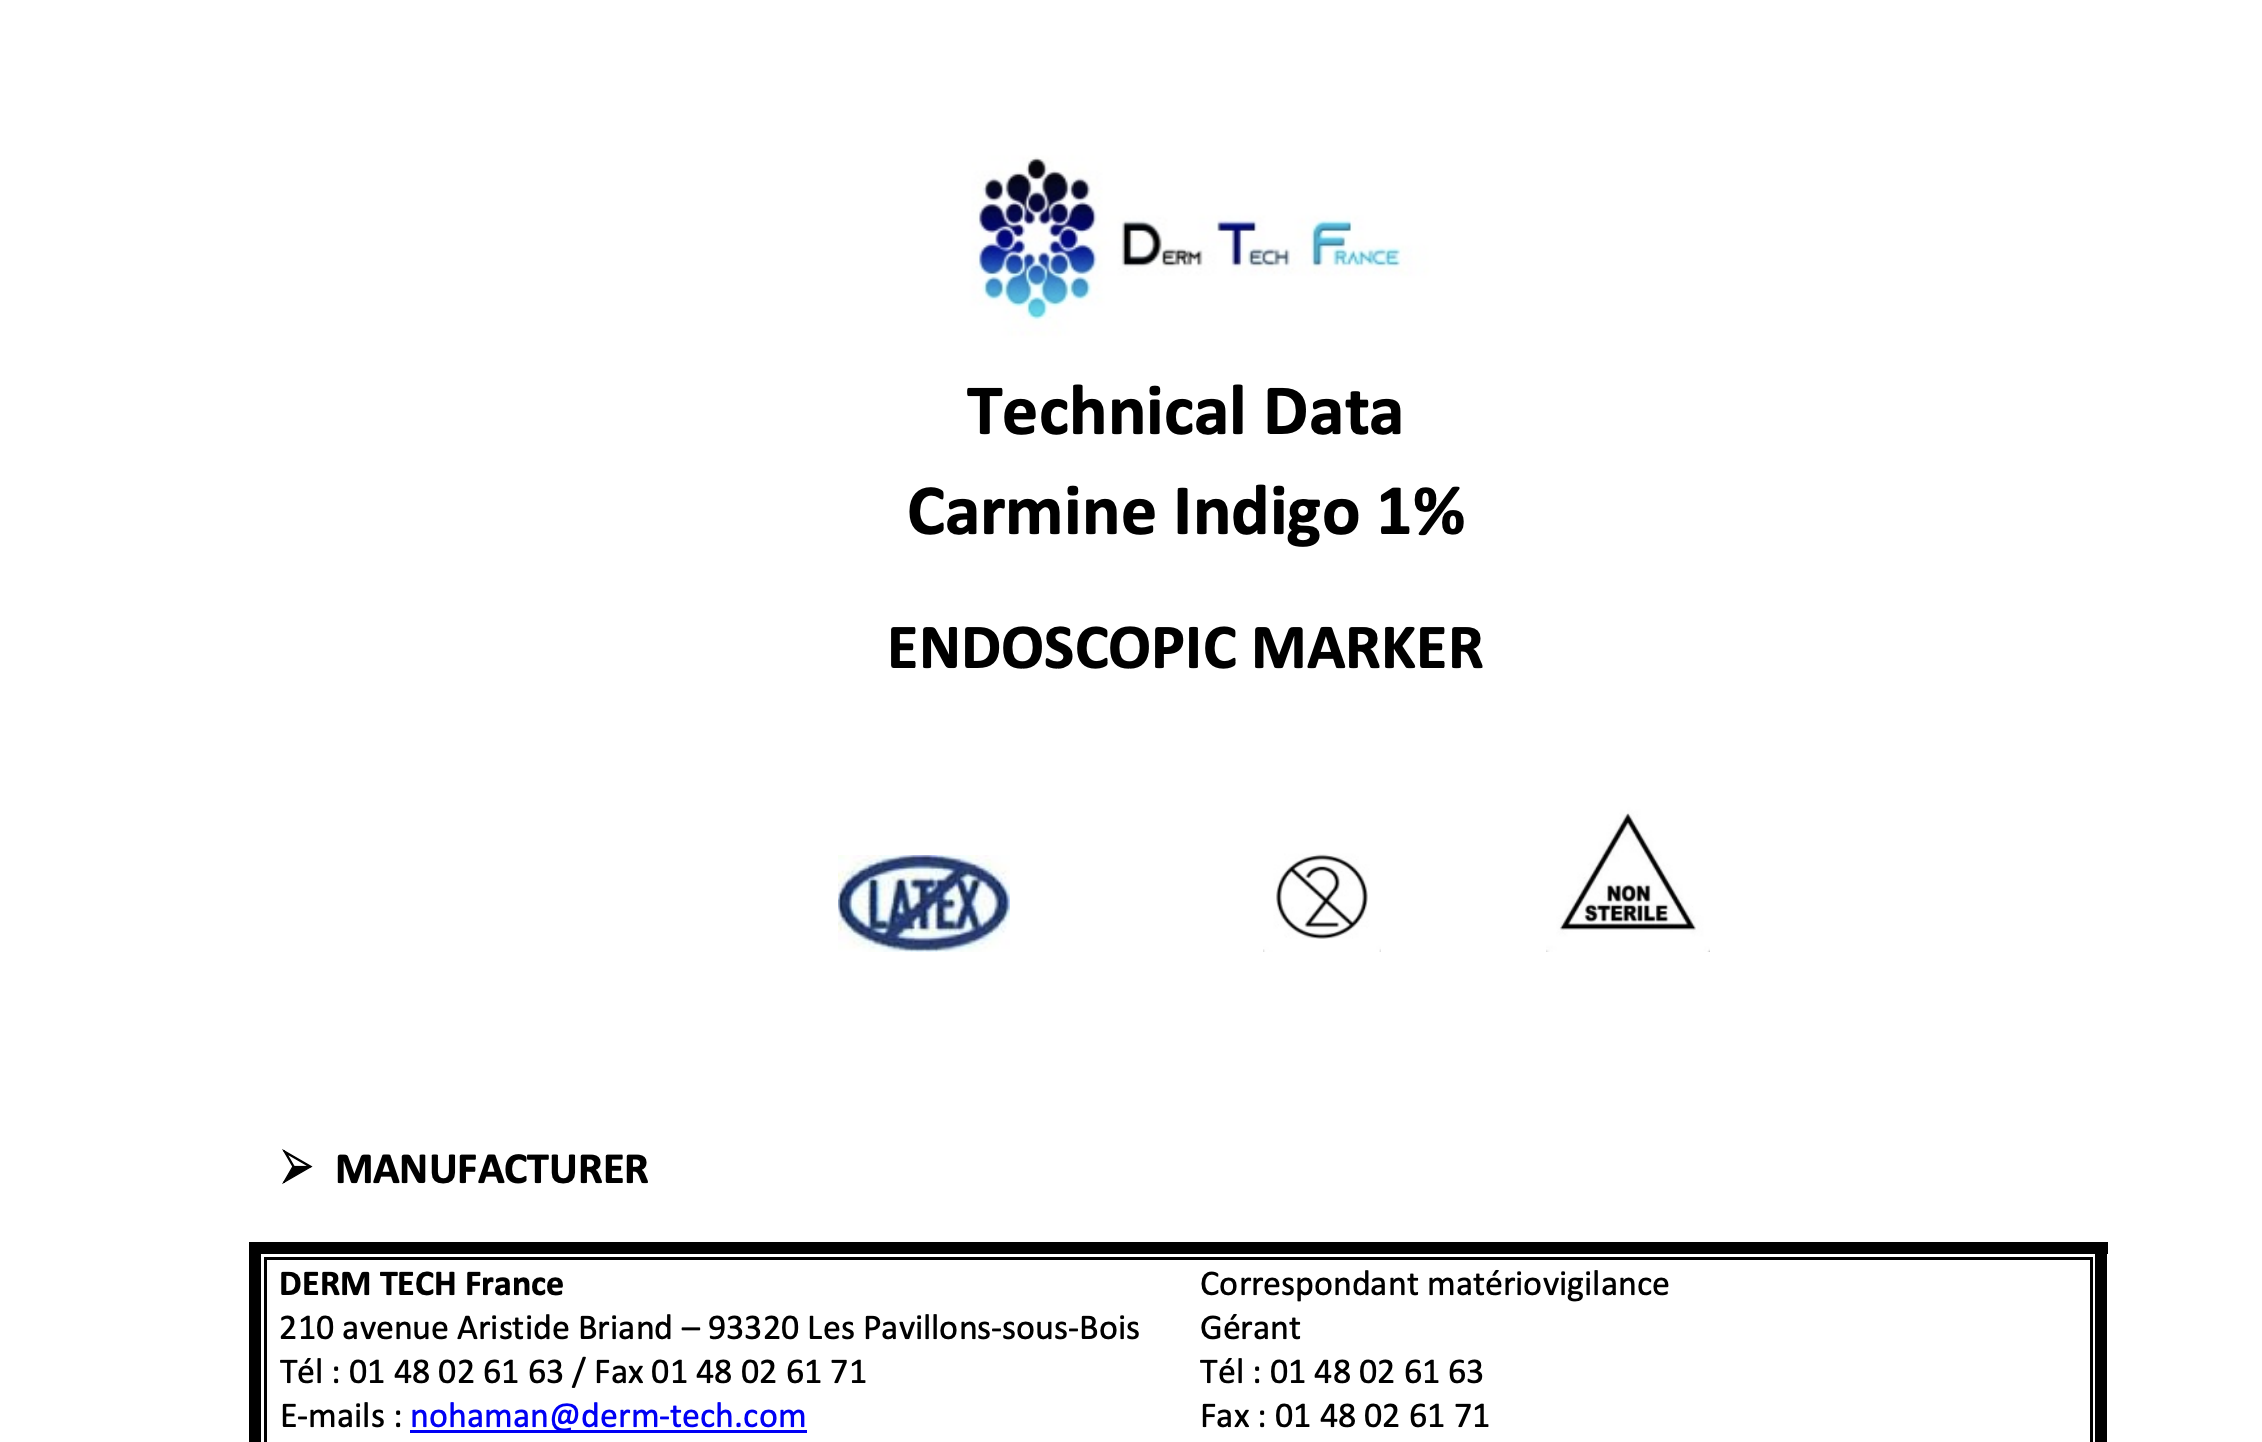 DERM TECH FRANCE
Technical Data
Carmine Indigo 1%
ENDOSCOPIC MARKER
LATEX
2
NON
STERILE
➢ MANUFACTURER
DERM TECH France
210 avenue Aristide Briand – 93320 Les Pavillons-sous-Bois
Tél : 01 48 02 61 63 / Fax 01 48 02 61 71
E-mails : nohaman@derm-tech.com
Correspondant matériovigilance
Gérant
Tél : 01 48 02 61 63
Fax : 01 48 02 61 71